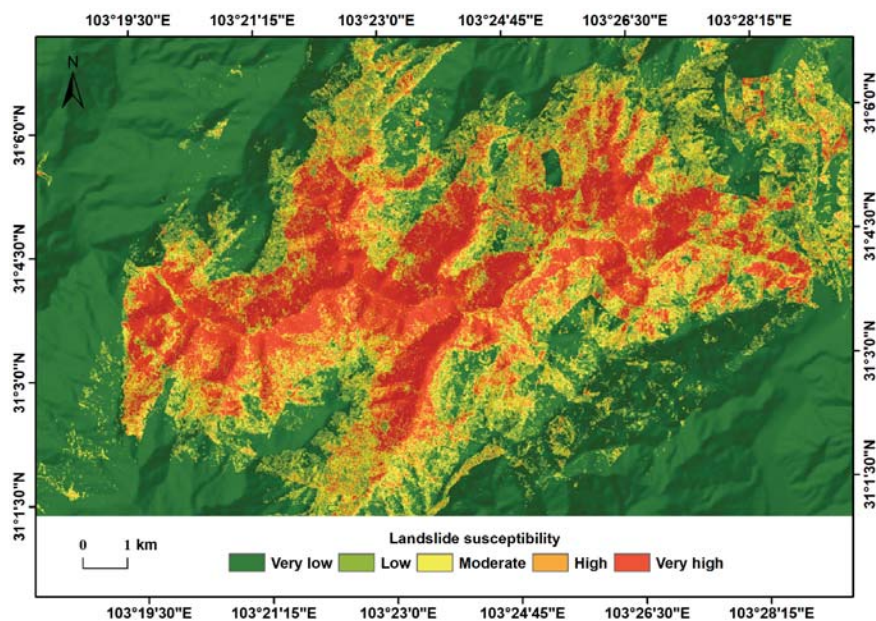 103°19'30"E 103°21'15"E 103°23'0"E 103°24'45"E 103°26'30"E 103°28'15"E
N
31°6'0"N
31°4'30"N
31°3'0"N
31°1'30"N
31°6'0"N
31°4'30"N
31°3'0"N
31°1'30"N
Landslide susceptibility
0 1 km
Very low Low Moderate High Very high
103°19'30"E 103°21'15"E 103°23'0"E 103°24'45"E 103°26'30"E 103°28'15"E